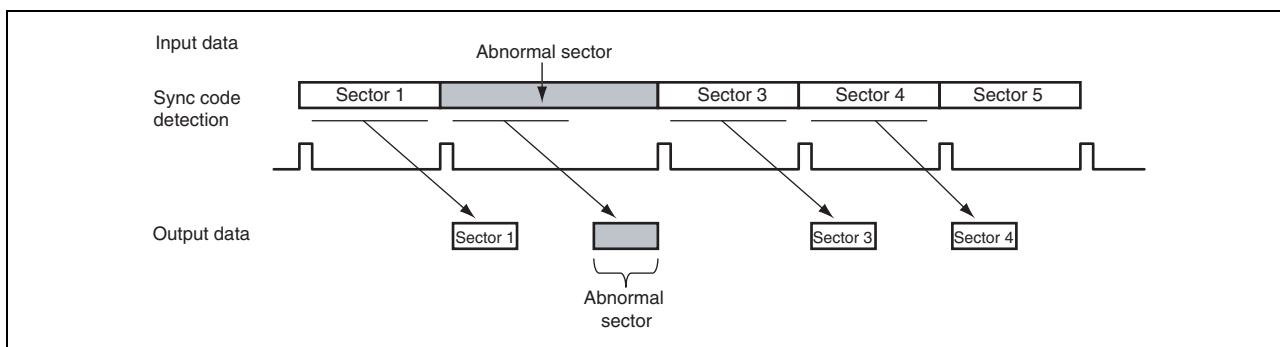 Input data
Abnormal sector
Sync code
detection
Sector 1
Sector 3
Sector 4
Sector 5
Output data
Sector 1
Sector 3
Sector 4
Abnormal
sector